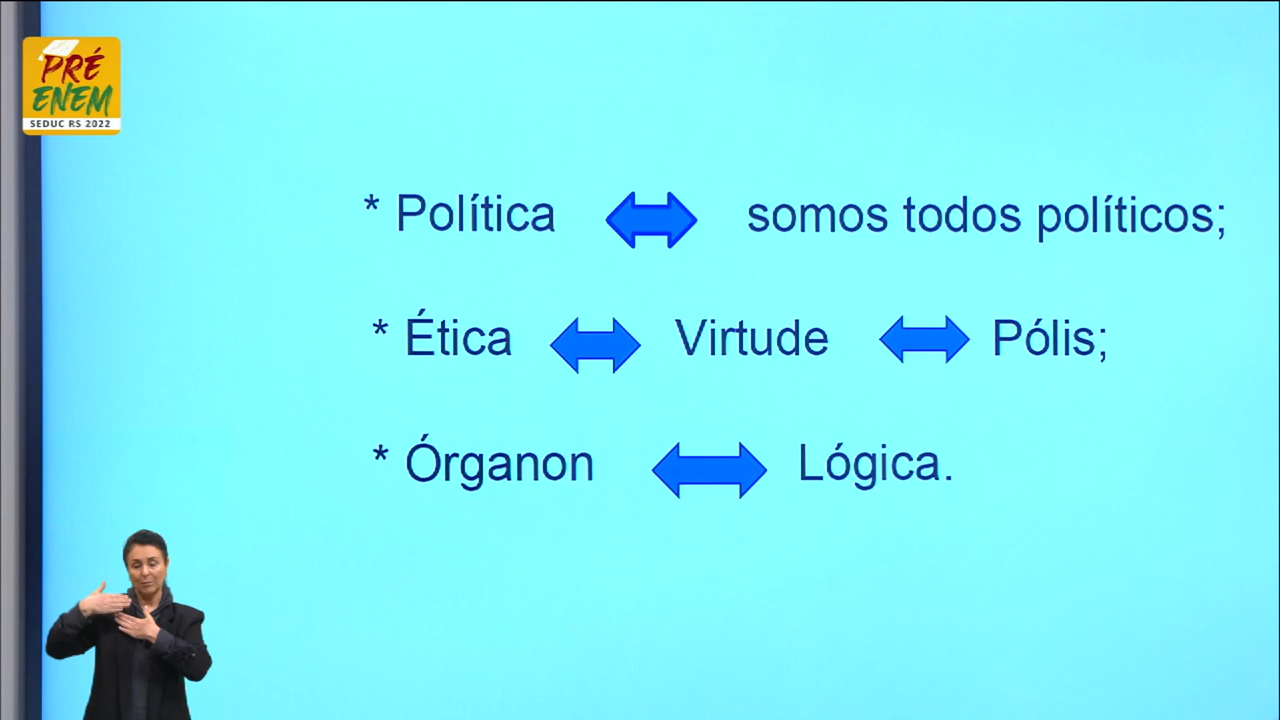 PRÉ
ENEM
SEDUC RS 2022
* Política somos todos políticos;
* Ética Virtude Pólis;
* Órganon Lógica.